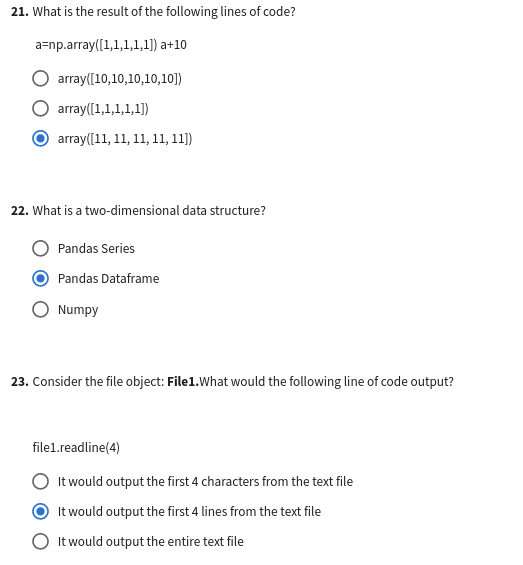 21. What is the result of the following lines of code?
a=np.array([1,1,1,1,1]) a+10
array([10,10,10,10,10])
array([1,1,1,1,1])
array([11, 11, 11, 11, 11])
22. What is a two-dimensional data structure?
Pandas Series
Pandas Dataframe
Numpy
23. Consider the file object: File1.What would the following line of code output?
file1.readline(4)
It would output the first 4 characters from the text file
It would output the first 4 lines from the text file
It would output the entire text file